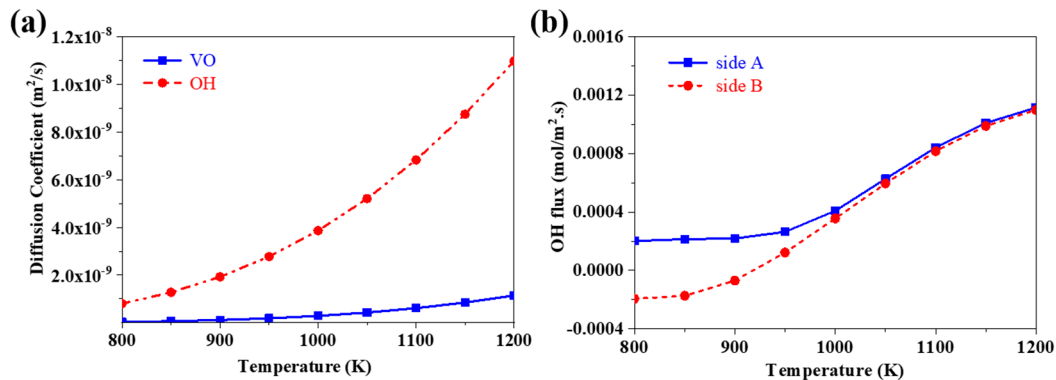 (a)
Diffusion Coefficient (m²/s)
1.2x10⁻⁸
1.0x10⁻⁸
8.0x10⁻⁹
6.0x10⁻⁹
4.0x10⁻⁹
2.0x10⁻⁹
VO
OH
800 900 1000 1100 1200
Temperature (K)
(b)
OH flux (mol/m².s)
0.0016
0.0012
0.0008
0.0004
0.0000
-0.0004
side A
side B
800 900 1000 1100 1200
Temperature (K)